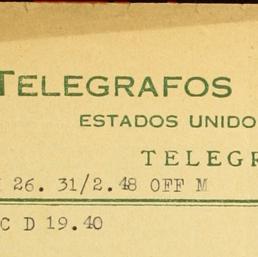 TELEGRAFOS
ESTADOS UNIDO
TELEGR
26. 31/2.48 OFF M
C D 19.40